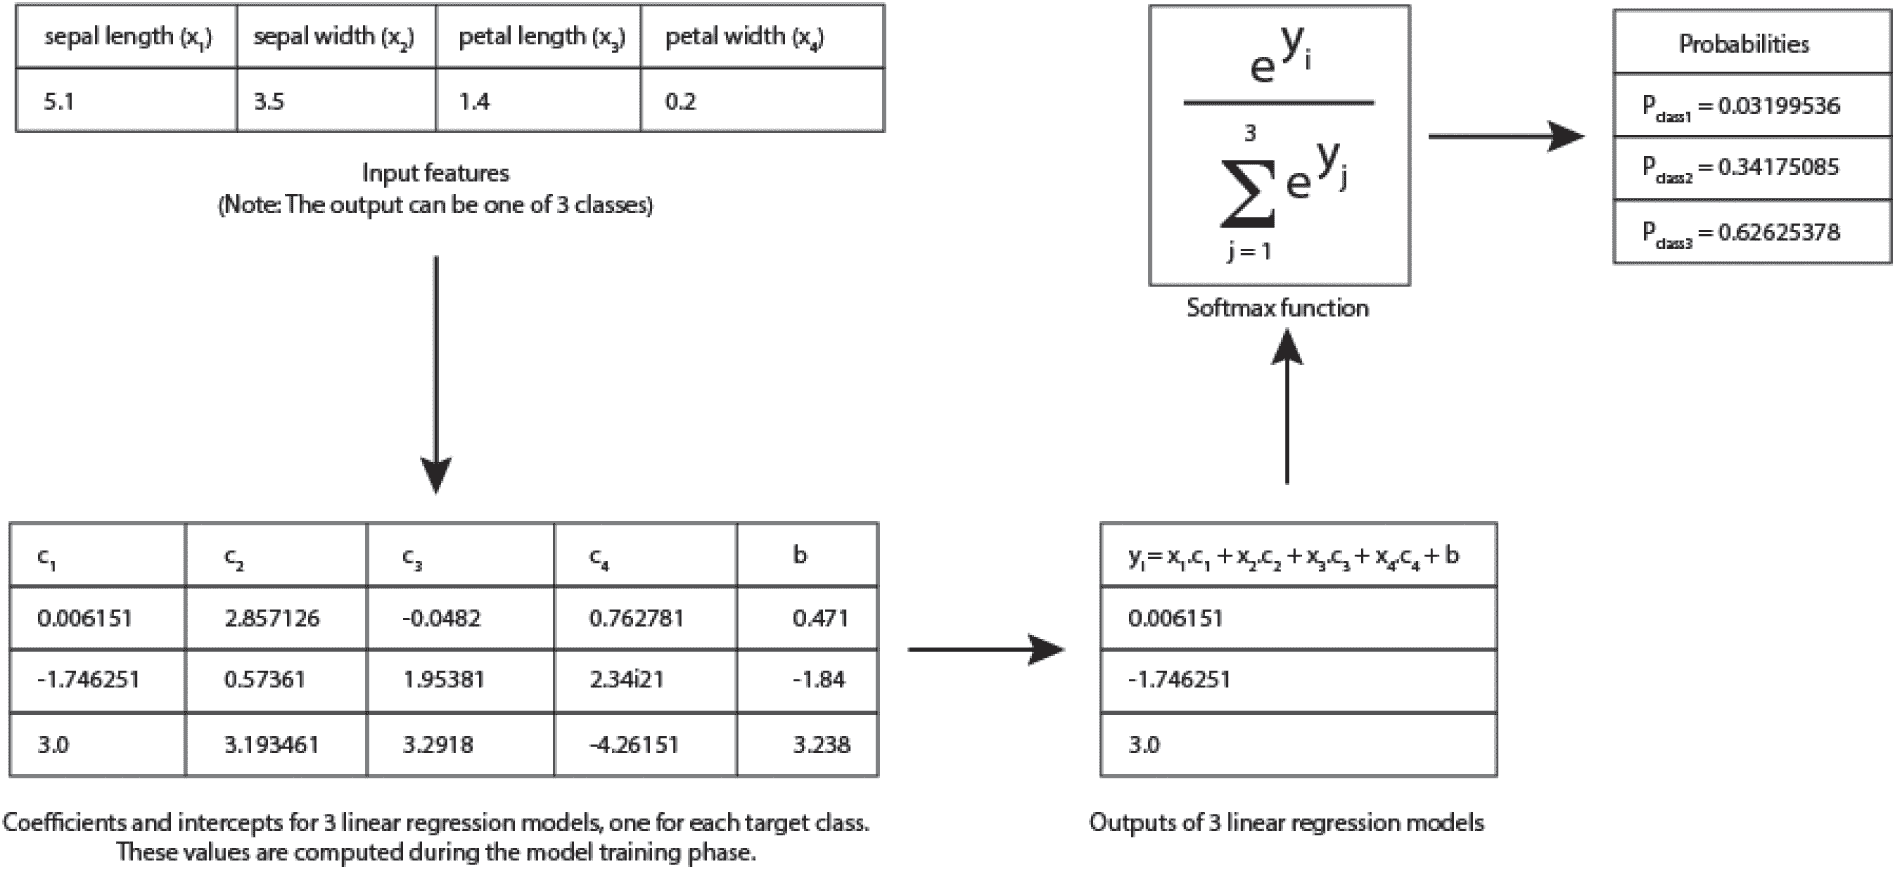 sepal length (x₁) sepal width (x₂) petal length (x₃) petal width (x₄)
5.1 3.5 1.4 0.2
Input features
(Note: The output can be one of 3 classes)
c₁ c₂ c₃ c₄ b
0.006151 2.857126 -0.0482 0.762781 0.471
-1.746251 0.57361 1.95381 2.34i21 -1.84
3.0 3.193461 3.2918 -4.26151 3.238
Coefficients and intercepts for 3 linear regression models, one for each target class.
These values are computed during the model training phase.
yᵢ = x₁.c₁ + x₂.c₂ + x₃.c₃ + x₄.c₄ + b
0.006151
-1.746251
3.0
Outputs of 3 linear regression models
e^yᵢ
3
∑ e^yⱼ
j = 1
Softmax function
Probabilities
P class1 = 0.03199536
P class2 = 0.34175085
P class3 = 0.62625378